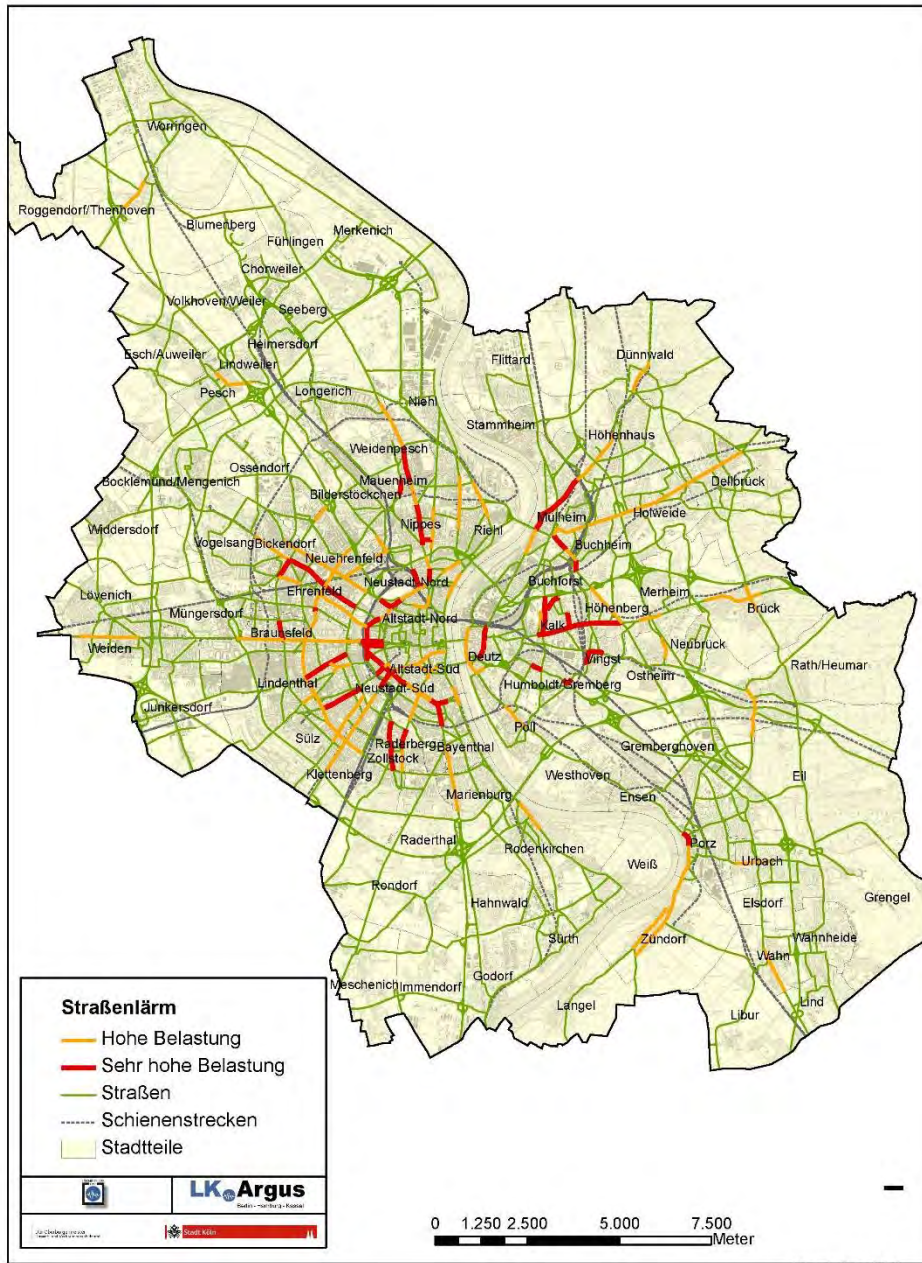 Worringen
Roggendorf/Thenhoven
Blumenberg
Merkenich
Fühlingen
Chorweiler
Volkhoven/Weiler
Seeberg
Heimersdorf
Esch/Auweiler
Lindweiler
Pesch
Longerich
Niehl
Flittard
Dünnwald
Stammheim
Höhenhaus
Weidenpesch
Ossendorf
Mauenheim
Bocklemünd/Mengenich
Bilderstöckchen
Dellbrück
Holweide
Mülheim
Nippes
Riehl
Widdersdorf
Vogelsang
Bickendorf
Buchheim
Neuehrenfeld
Neustadt-Nord
Buchforst
Merheim
Ehrenfeld
Lövenich
Müngersdorf
Höhenberg
Brück
Altstadt-Nord
Kalk
Braunsfeld
Weiden
Neubrück
Deutz
Vingst
Rath/Heumar
Altstadt-Süd
Ostheim
Lindenthal
Neustadt-Süd
Humboldt/Gremberg
Junkersdorf
Sülz
Poll
Raderberg
Bayenthal
Gremberghoven
Zollstock
Klettenberg
Westhoven
Eil
Marienburg
Ensen
Raderthal
Rodenkirchen
Porz
Weiß
Urbach
Rondorf
Hahnwald
Elsdorf
Grengel
Sürth
Zündorf
Wahnheide
Wahn
Godorf
Meschenich
Immendorf
Langel
Libur
Lind
Straßenlärm
Hohe Belastung
Sehr hohe Belastung
Straßen
Schienenstrecken
Stadtteile
LK Argus
Berlin - Hamburg - Kassel
Stadt Köln
0 1.250 2.500 5.000 7.500
Meter